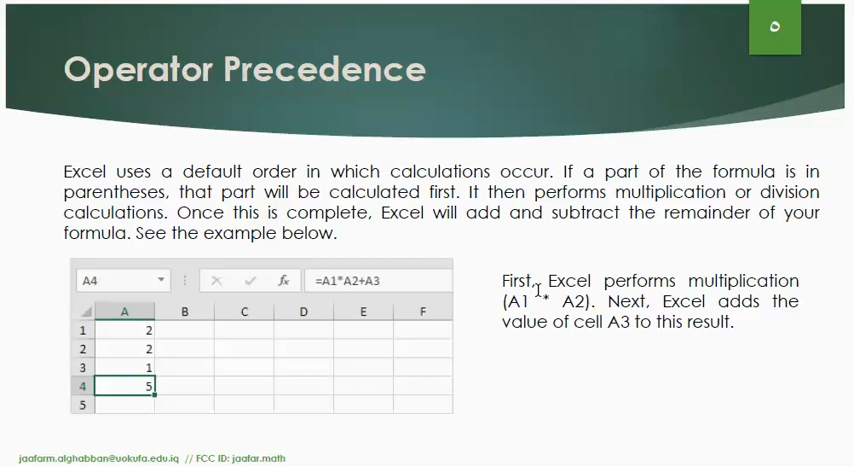 ٥
Operator Precedence
Excel uses a default order in which calculations occur. If a part of the formula is in
parentheses, that part will be calculated first. It then performs multiplication or division
calculations. Once this is complete, Excel will add and subtract the remainder of your
formula. See the example below.
A4 fx =A1*A2+A3
A B C D E F
1 2
2 2
3 1
4 5
5
First, Excel performs multiplication
(A1 * A2). Next, Excel adds the
value of cell A3 to this result.
jaafarm.alghabban@uokufa.edu.iq // FCC ID: jaafar.math